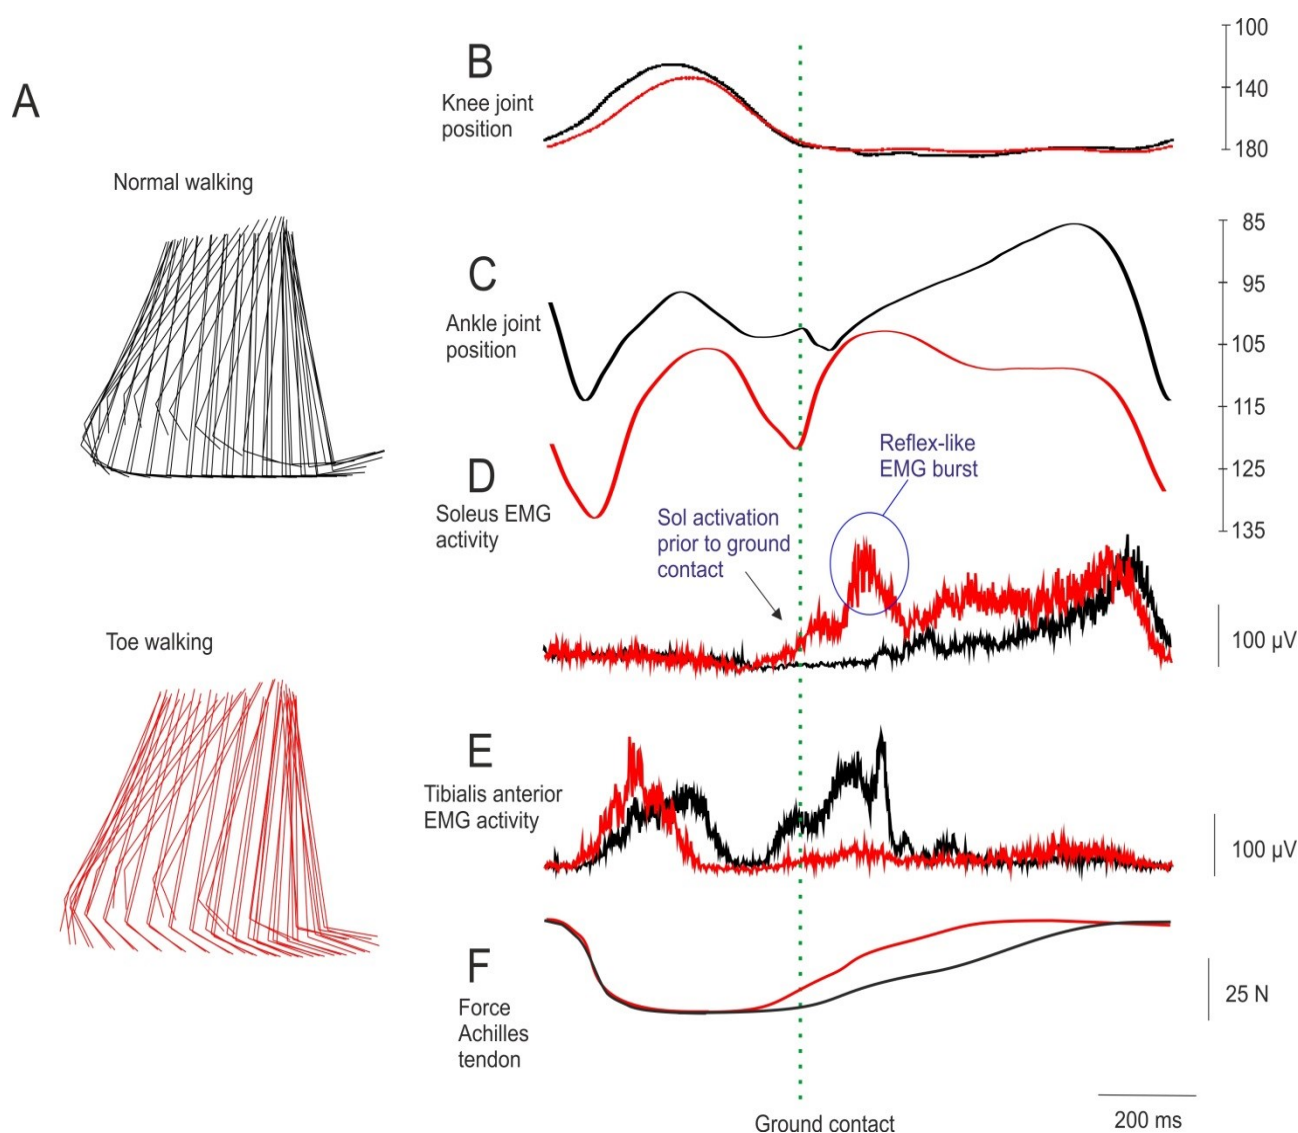 A
Normal walking
Toe walking
B
Knee joint
position
100
140
180
C
Ankle joint
position
85
95
105
115
125
135
D
Soleus EMG
activity
Sol activation
prior to ground
contact
Reflex-like
EMG burst
100 µV
E
Tibialis anterior
EMG activity
100 µV
F
Force
Achilles
tendon
25 N
Ground contact
200 ms